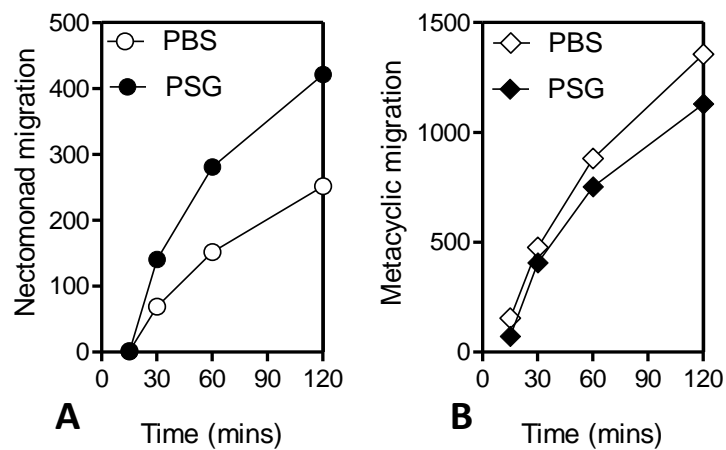 500
400
300
200
100
0
Nectomonad migration
PBS
PSG
0 30 60 90 120
A
Time (mins)
1500
1000
500
0
Metacyclic migration
PBS
PSG
0 30 60 90 120
B
Time (mins)